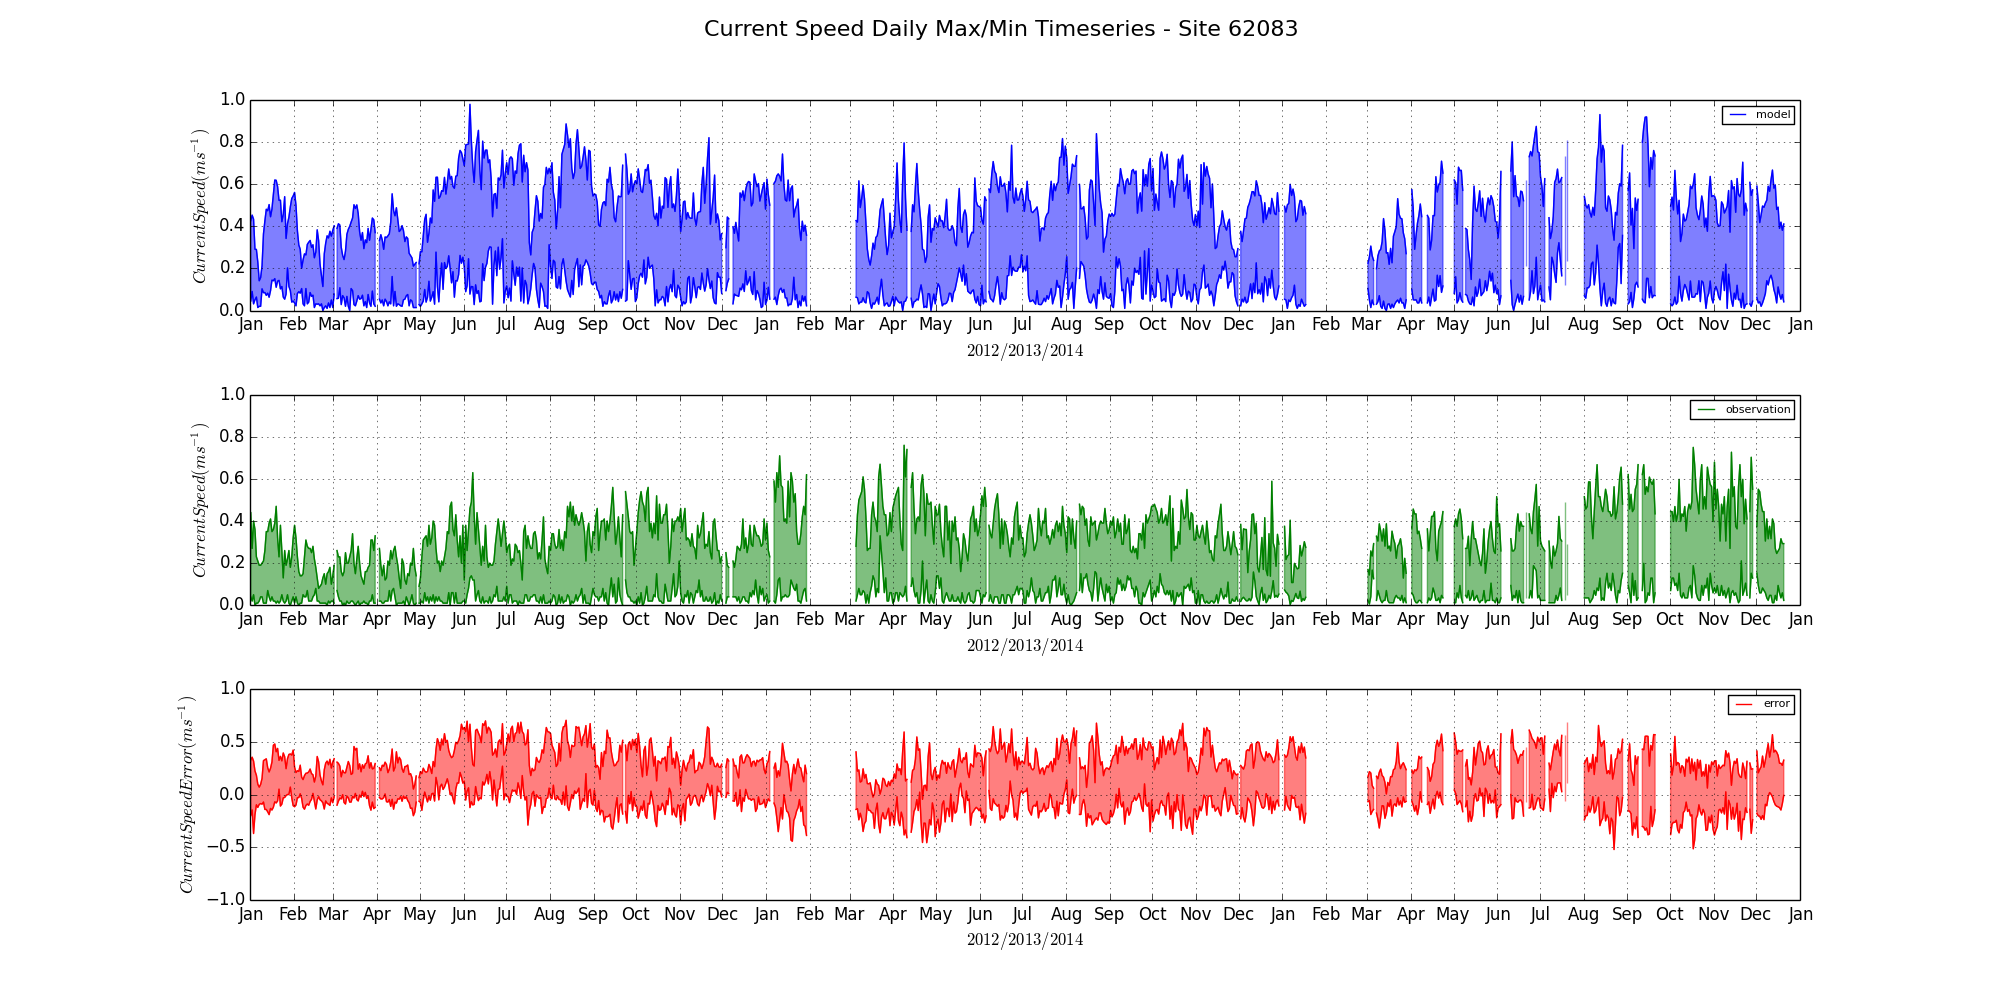 Current Speed Daily Max/Min Timeseries - Site 62083
1.0
0.8
0.6
0.4
0.2
0.0
CurrentSpeed(ms⁻¹)
model
Jan Feb Mar Apr May Jun Jul Aug Sep Oct Nov Dec Jan Feb Mar Apr May Jun Jul Aug Sep Oct Nov Dec Jan Feb Mar Apr May Jun Jul Aug Sep Oct Nov Dec Jan
2012/2013/2014
1.0
0.8
0.6
0.4
0.2
0.0
CurrentSpeed(ms⁻¹)
observation
Jan Feb Mar Apr May Jun Jul Aug Sep Oct Nov Dec Jan Feb Mar Apr May Jun Jul Aug Sep Oct Nov Dec Jan Feb Mar Apr May Jun Jul Aug Sep Oct Nov Dec Jan
2012/2013/2014
1.0
0.5
0.0
−0.5
−1.0
CurrentSpeedError(ms⁻¹)
error
Jan Feb Mar Apr May Jun Jul Aug Sep Oct Nov Dec Jan Feb Mar Apr May Jun Jul Aug Sep Oct Nov Dec Jan Feb Mar Apr May Jun Jul Aug Sep Oct Nov Dec Jan
2012/2013/2014